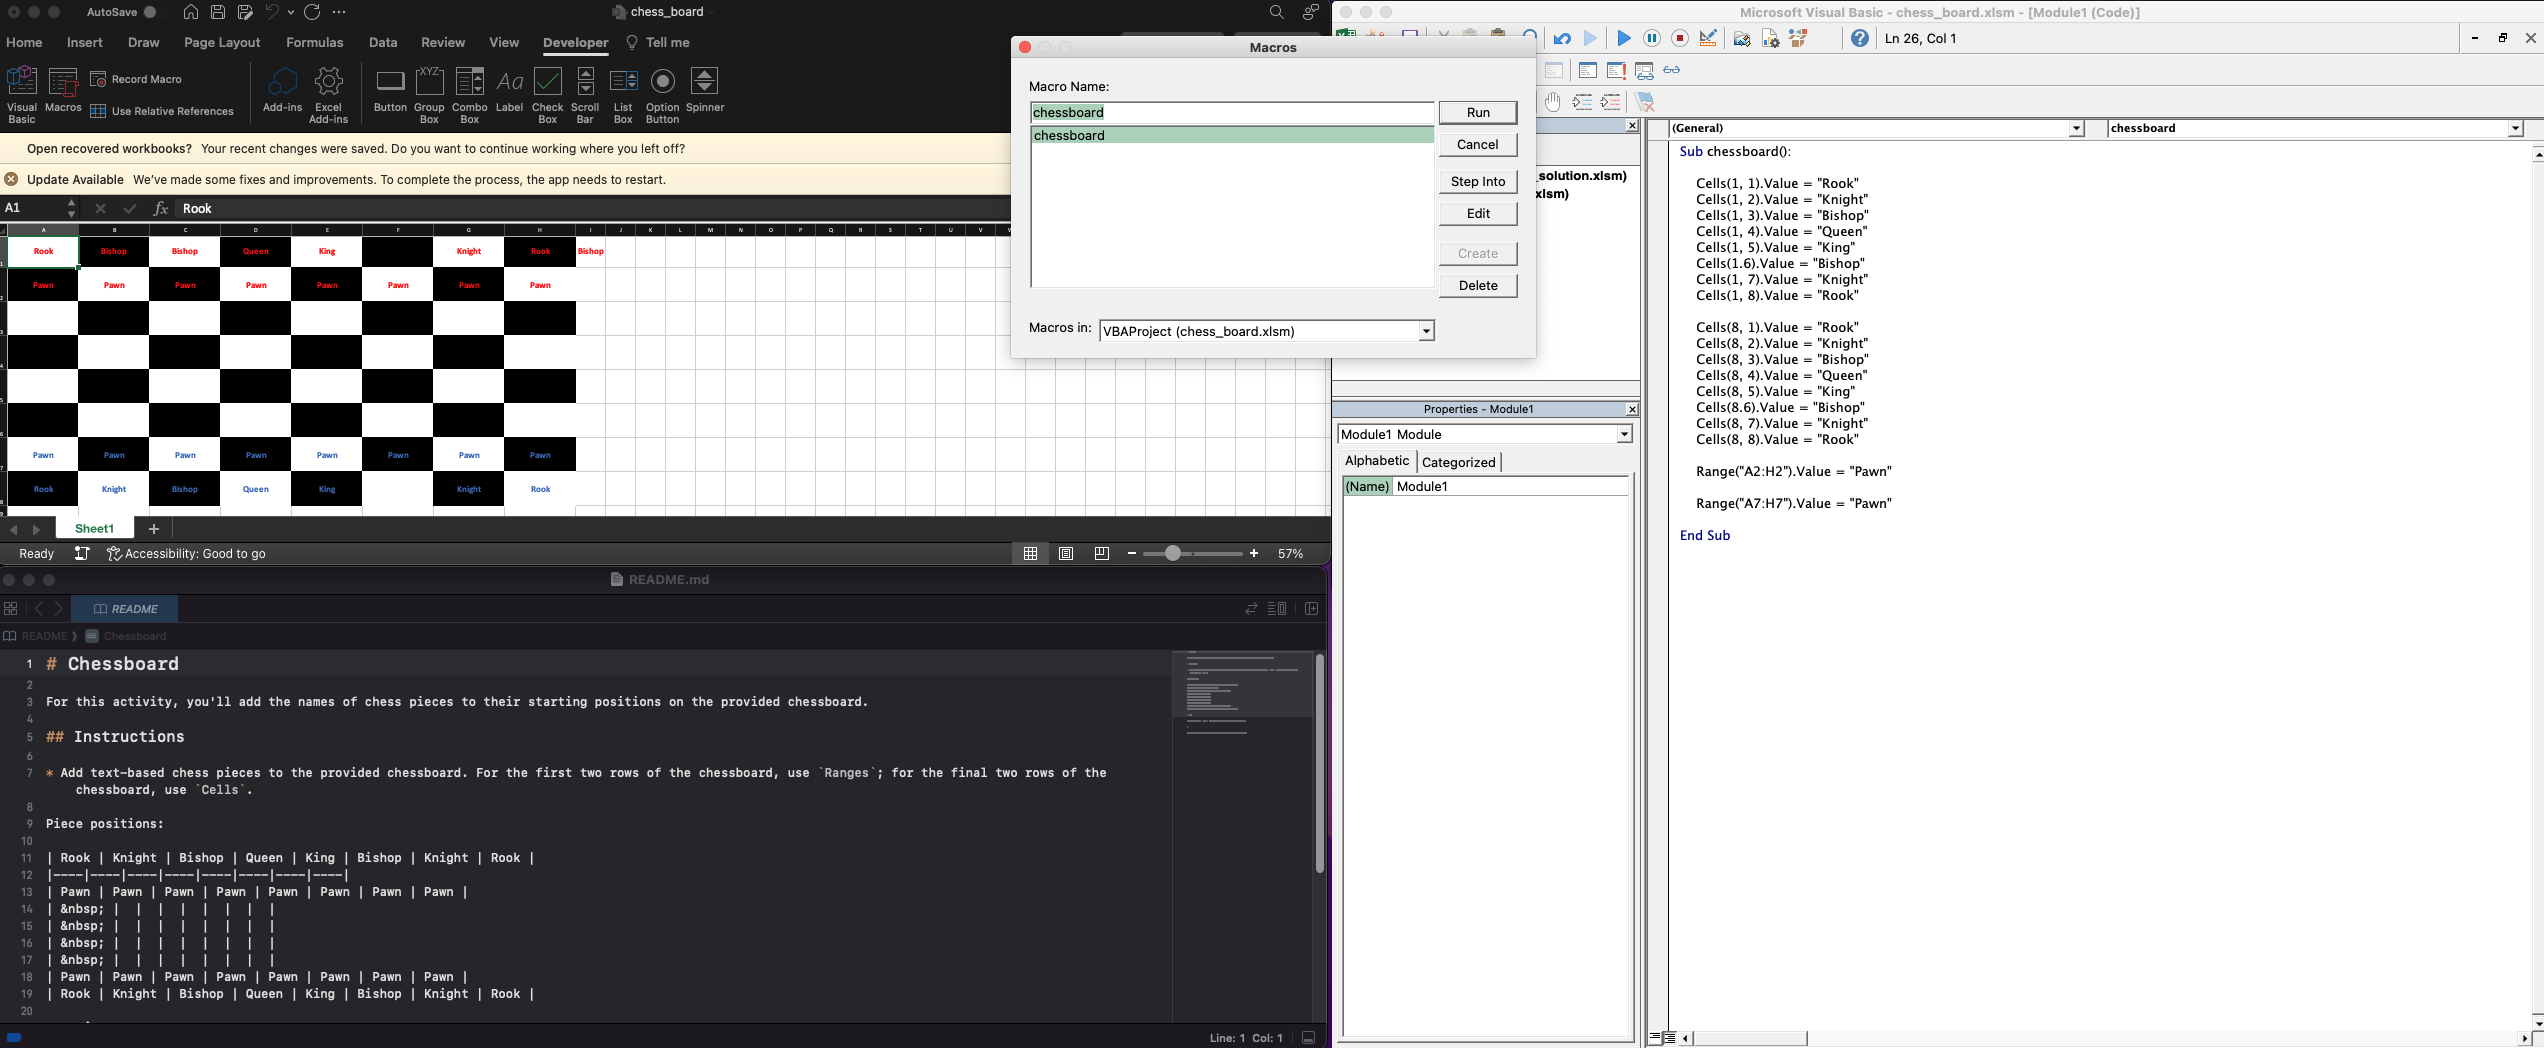 AutoSave
chess_board
Home Insert Draw Page Layout Formulas Data Review View Developer Tell me
Visual Basic
Macros
Record Macro
Use Relative References
Add-ins
Excel Add-ins
Button
Group Box
Combo Box
Label
Check Box
Scroll Bar
List Box
Option Button
Spinner
XYZ
Aa
Open recovered workbooks? Your recent changes were saved. Do you want to continue working where you left off?
Update Available We've made some fixes and improvements. To complete the process, the app needs to restart.
A1 fx Rook
A B C D E F G H I J K L M N O P Q R S T U V
1 Rook Bishop Bishop Queen King Knight Rook Bishop
2 Pawn Pawn Pawn Pawn Pawn Pawn Pawn Pawn
3
4
5
6
7 Pawn Pawn Pawn Pawn Pawn Pawn Pawn Pawn
8 Rook Knight Bishop Queen King Knight Rook
9
Sheet1 +
Ready Accessibility: Good to go 57%
Macros
Macro Name:
chessboard
chessboard
Run
Cancel
Step Into
Edit
Create
Delete
Macros in: VBAProject (chess_board.xlsm)
README.md
README
README Chessboard
1 # Chessboard
2
3 For this activity, you'll add the names of chess pieces to their starting positions on the provided chessboard.
4
5 ## Instructions
6
7 * Add text-based chess pieces to the provided chessboard. For the first two rows of the chessboard, use `Ranges`; for the final two rows of the
chessboard, use `Cells`.
8
9 Piece positions:
10
11 | Rook | Knight | Bishop | Queen | King | Bishop | Knight | Rook |
12 |----|----|----|----|----|----|----|----|
13 | Pawn | Pawn | Pawn | Pawn | Pawn | Pawn | Pawn | Pawn |
14 | &nbsp; | | | | | | | |
15 | &nbsp; | | | | | | | |
16 | &nbsp; | | | | | | | |
17 | &nbsp; | | | | | | | |
18 | Pawn | Pawn | Pawn | Pawn | Pawn | Pawn | Pawn | Pawn |
19 | Rook | Knight | Bishop | Queen | King | Bishop | Knight | Rook |
20
Line: 1 Col: 1
Microsoft Visual Basic - chess_board.xlsm - [Module1 (Code)]
Ln 26, Col 1
_solution.xlsm)
xlsm)
Properties - Module1
Module1 Module
Alphabetic Categorized
(Name) Module1
(General) chessboard
Sub chessboard():
Cells(1, 1).Value = "Rook"
Cells(1, 2).Value = "Knight"
Cells(1, 3).Value = "Bishop"
Cells(1, 4).Value = "Queen"
Cells(1, 5).Value = "King"
Cells(1.6).Value = "Bishop"
Cells(1, 7).Value = "Knight"
Cells(1, 8).Value = "Rook"
Cells(8, 1).Value = "Rook"
Cells(8, 2).Value = "Knight"
Cells(8, 3).Value = "Bishop"
Cells(8, 4).Value = "Queen"
Cells(8, 5).Value = "King"
Cells(8.6).Value = "Bishop"
Cells(8, 7).Value = "Knight"
Cells(8, 8).Value = "Rook"
Range("A2:H2").Value = "Pawn"
Range("A7:H7").Value = "Pawn"
End Sub